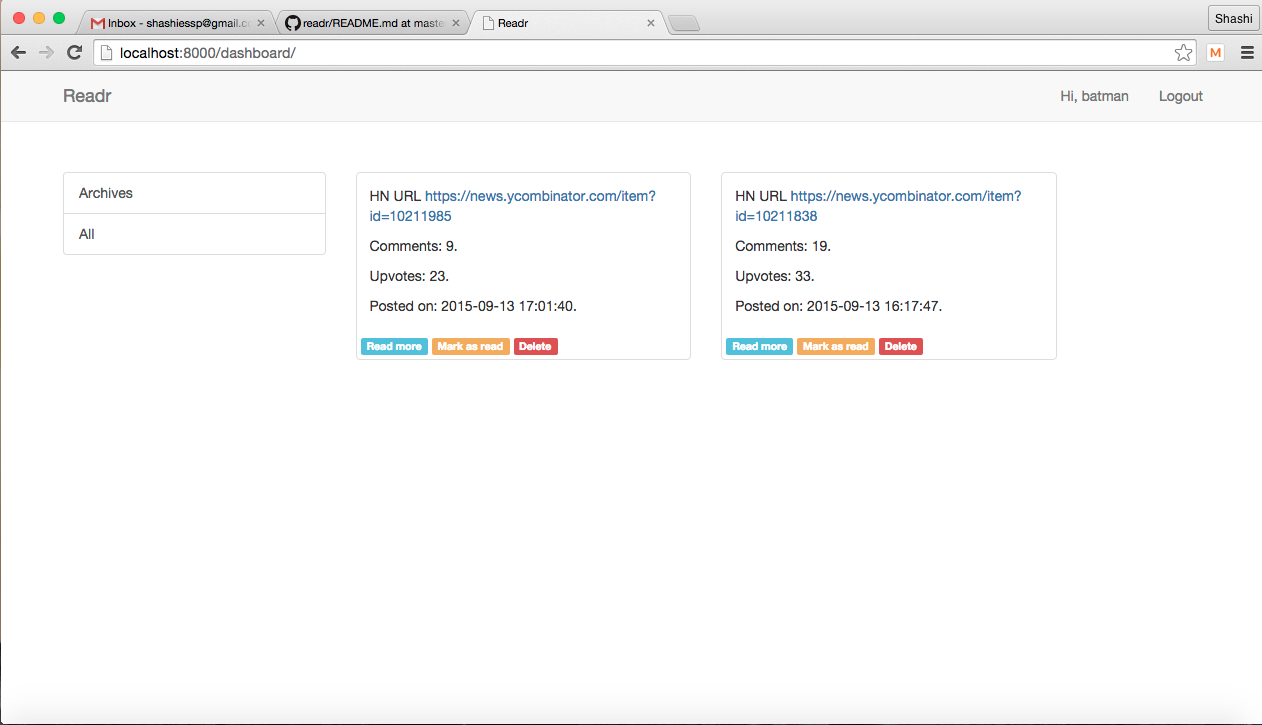 Inbox - shashiessp@gmail.co
readr/README.md at maste
Readr
Shashi
localhost:8000/dashboard/
M
Readr
Hi, batman
Logout
Archives
All
HN URL https://news.ycombinator.com/item?
id=10211985
Comments: 9.
Upvotes: 23.
Posted on: 2015-09-13 17:01:40.
Read more Mark as read Delete
HN URL https://news.ycombinator.com/item?
id=10211838
Comments: 19.
Upvotes: 33.
Posted on: 2015-09-13 16:17:47.
Read more Mark as read Delete